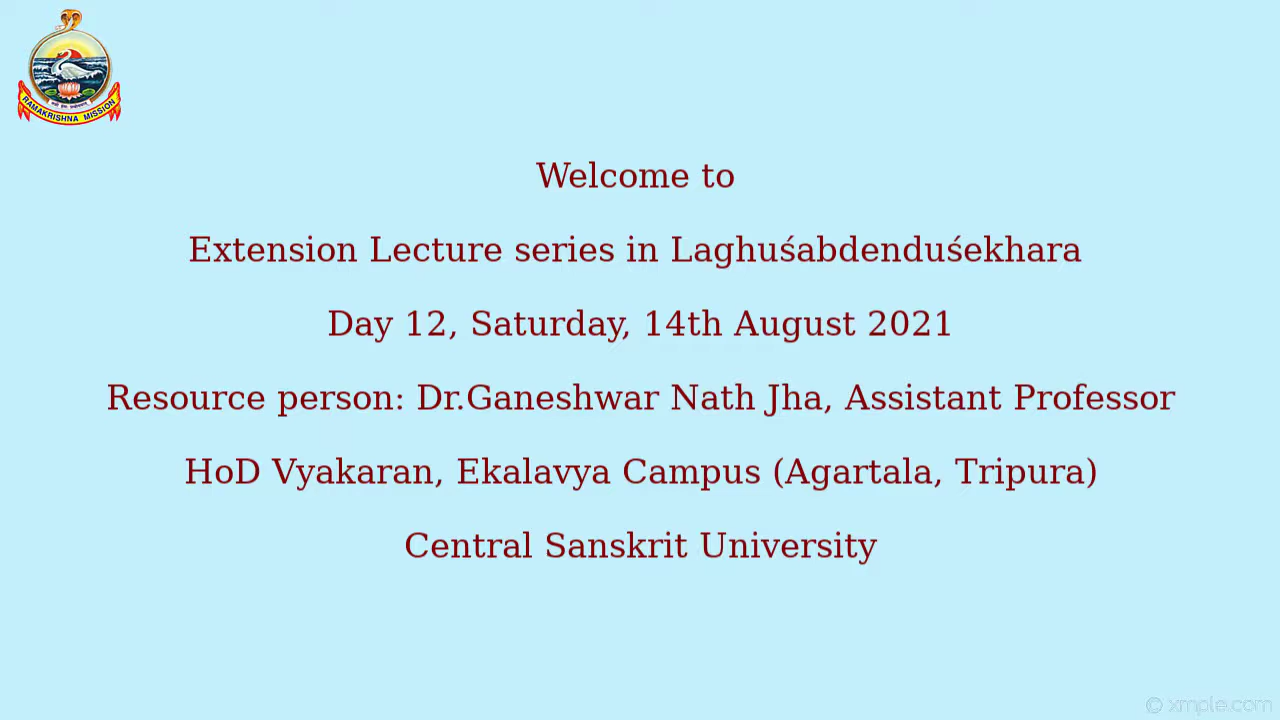 RAMAKRISHNA MISSION
Welcome to
Extension Lecture series in Laghuśabdenduśekhara
Day 12, Saturday, 14th August 2021
Resource person: Dr.Ganeshwar Nath Jha, Assistant Professor
HoD Vyakaran, Ekalavya Campus (Agartala, Tripura)
Central Sanskrit University
© xmple.com